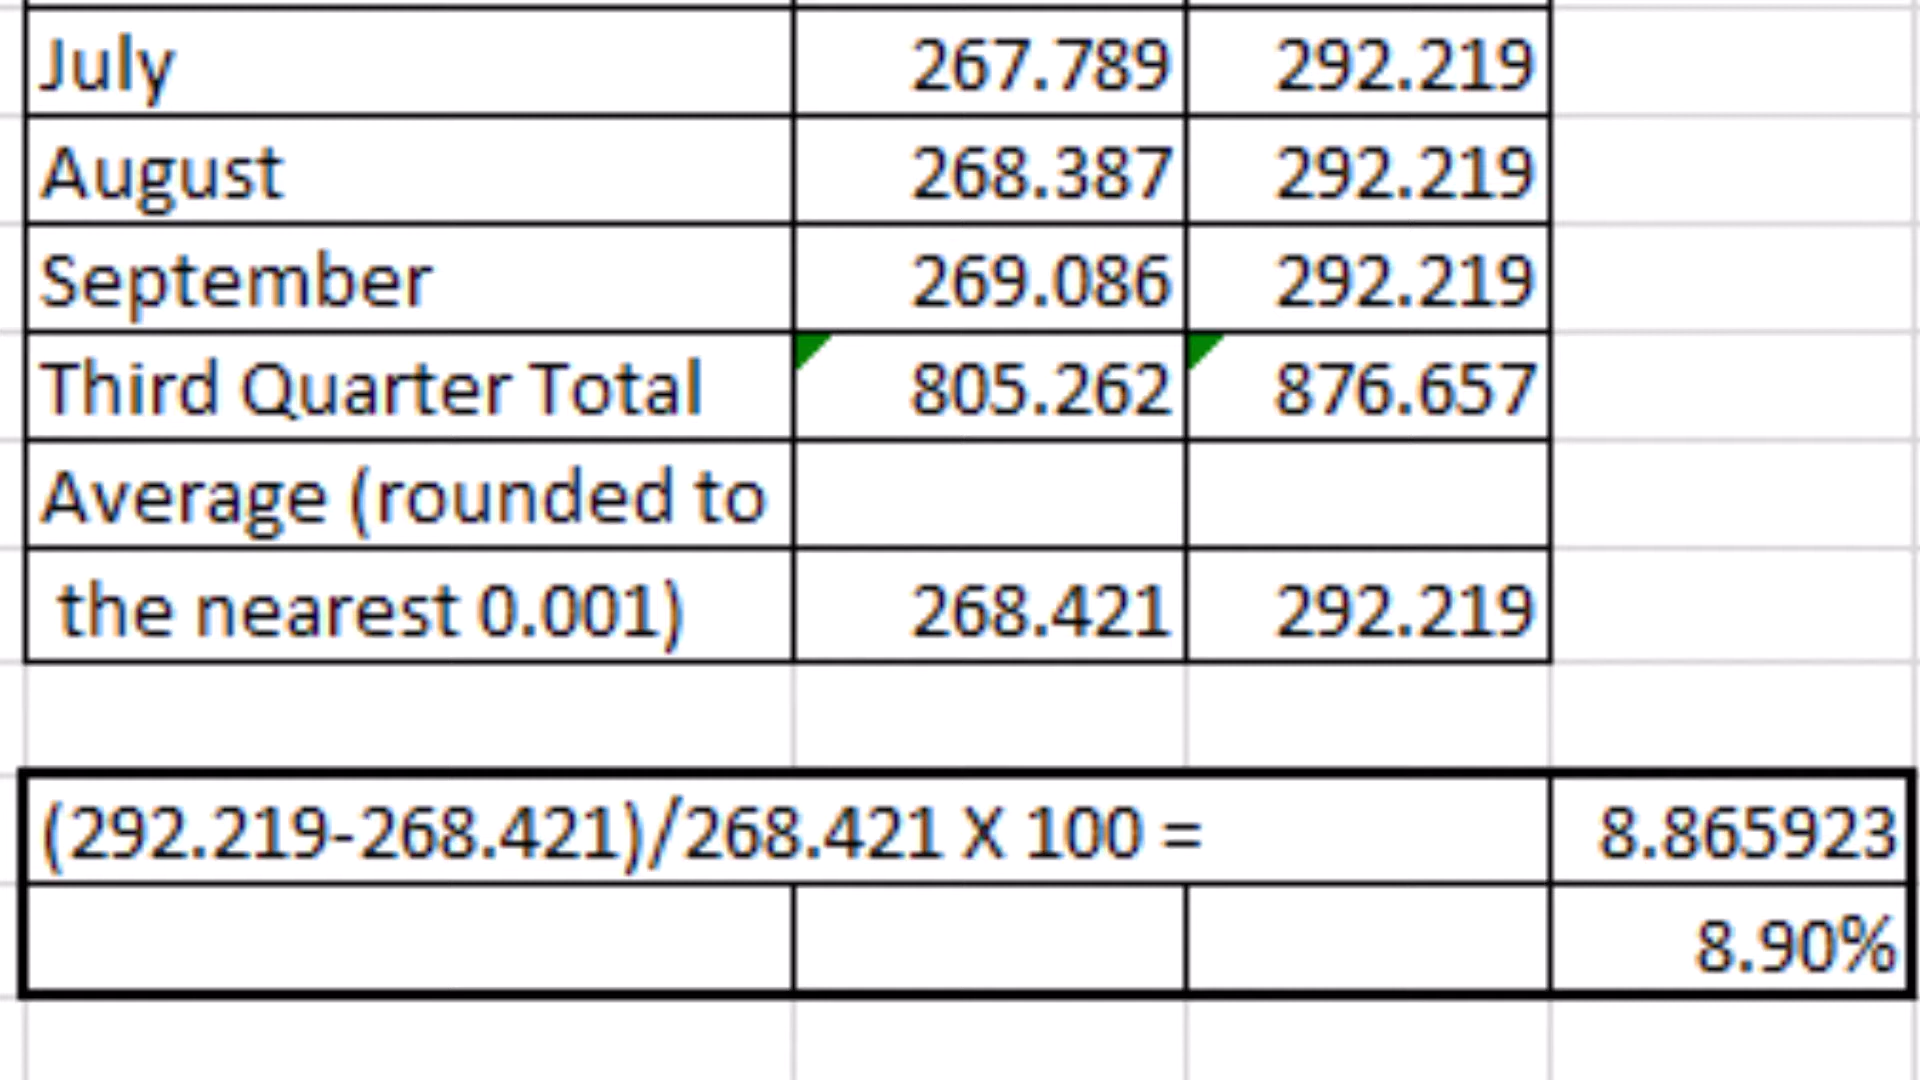 July 267.789 292.219
August 268.387 292.219
September 269.086 292.219
Third Quarter Total 805.262 876.657
Average (rounded to
the nearest 0.001) 268.421 292.219
(292.219-268.421)/268.421 X 100 = 8.865923
8.90%